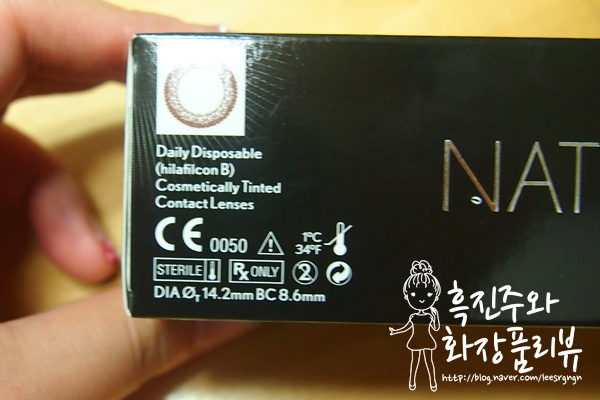 Daily Disposable
(hilafilcon B)
Cosmetically Tinted
Contact Lenses
CE 0050
1°C
34°F
STERILE
Rx ONLY
2
DIA ØT 14.2mm BC 8.6mm
NAT
흑진주와
화장품리뷰
http://blog.naver.com/leesrgngn